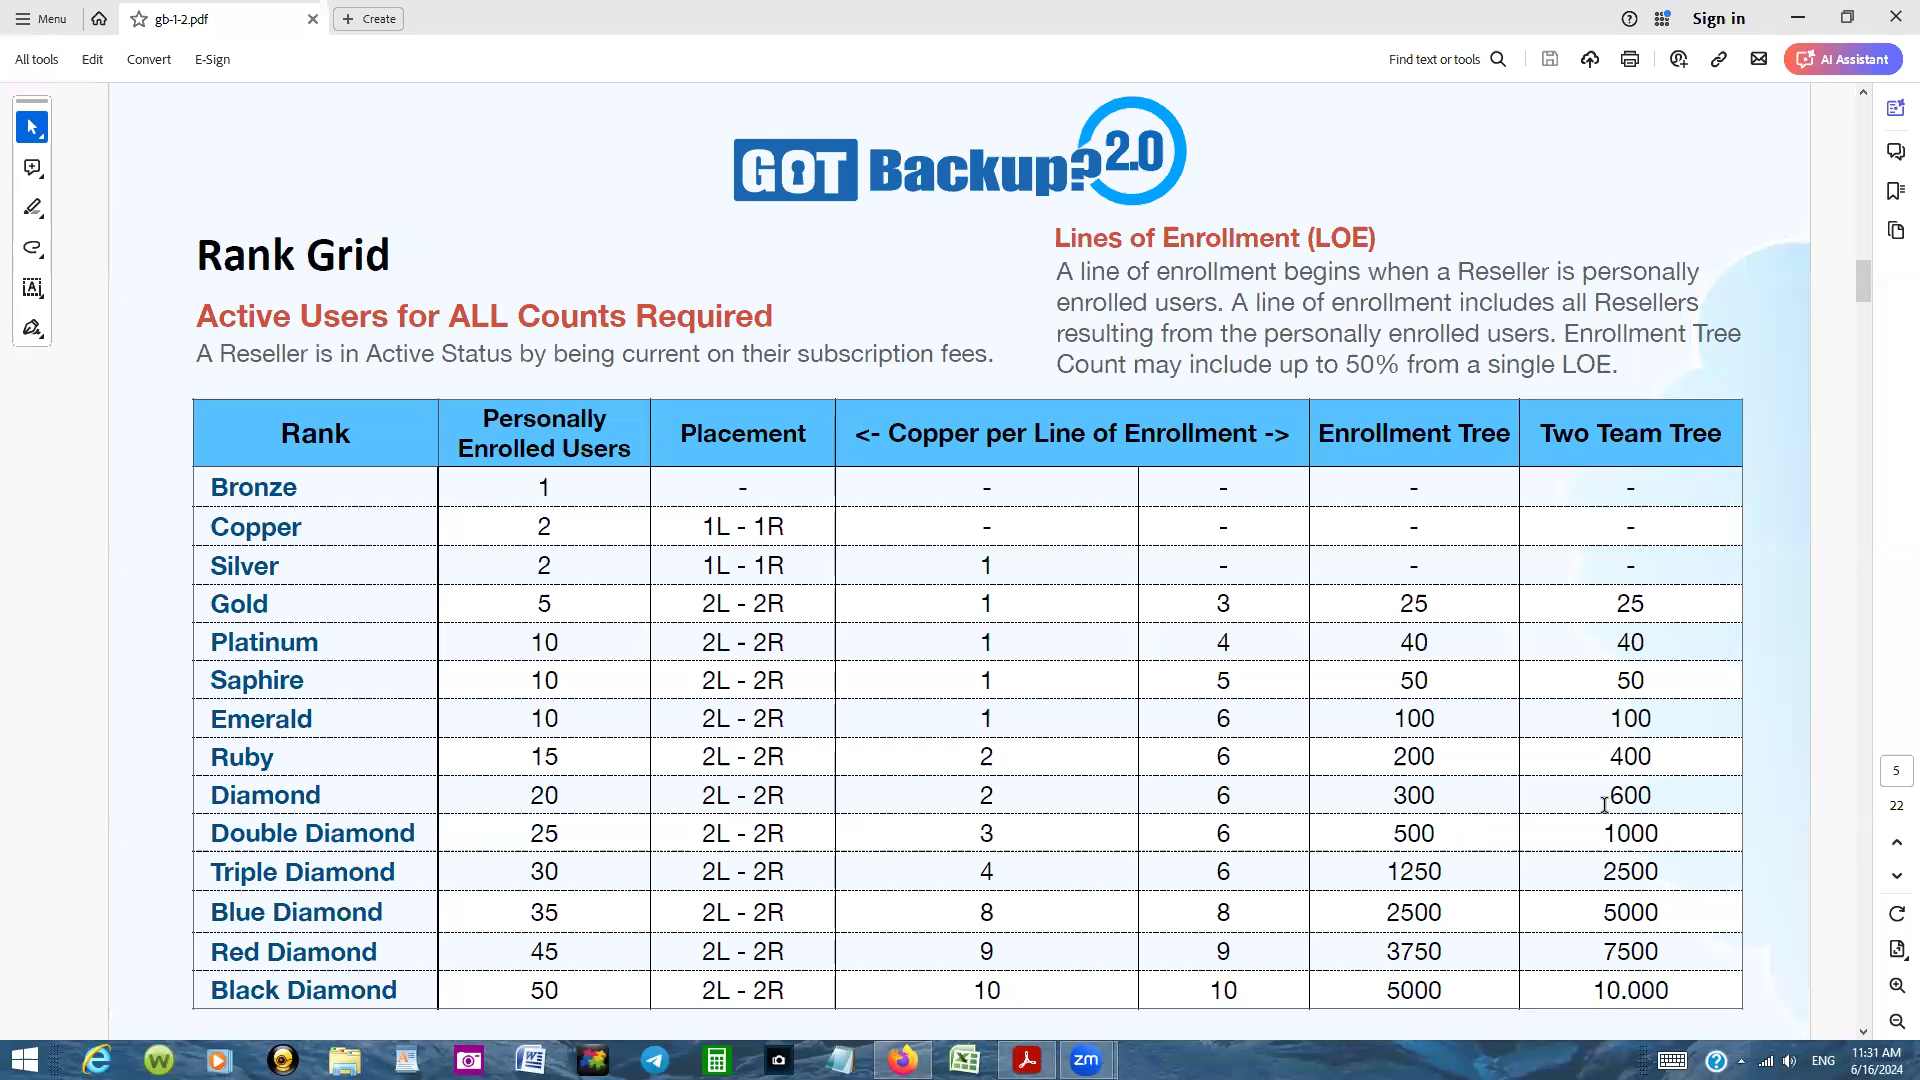 Menu
gb-1-2.pdf
Create
Sign in
All tools
Edit
Convert
E-Sign
Find text or tools
AI Assistant
GOT Backup? 2.0
Rank Grid
Active Users for ALL Counts Required
A Reseller is in Active Status by being current on their subscription fees.
Lines of Enrollment (LOE)
A line of enrollment begins when a Reseller is personally
enrolled users. A line of enrollment includes all Resellers
resulting from the personally enrolled users. Enrollment Tree
Count may include up to 50% from a single LOE.
Rank Personally Enrolled Users Placement <- Copper per Line of Enrollment -> Enrollment Tree Two Team Tree
Bronze 1 - - - - -
Copper 2 1L - 1R - - - -
Silver 2 1L - 1R 1 - - -
Gold 5 2L - 2R 1 3 25 25
Platinum 10 2L - 2R 1 4 40 40
Saphire 10 2L - 2R 1 5 50 50
Emerald 10 2L - 2R 1 6 100 100
Ruby 15 2L - 2R 2 6 200 400
Diamond 20 2L - 2R 2 6 300 600
Double Diamond 25 2L - 2R 3 6 500 1000
Triple Diamond 30 2L - 2R 4 6 1250 2500
Blue Diamond 35 2L - 2R 8 8 2500 5000
Red Diamond 45 2L - 2R 9 9 3750 7500
Black Diamond 50 2L - 2R 10 10 5000 10.000
5
22
zm
ENG
11:31 AM
6/16/2024